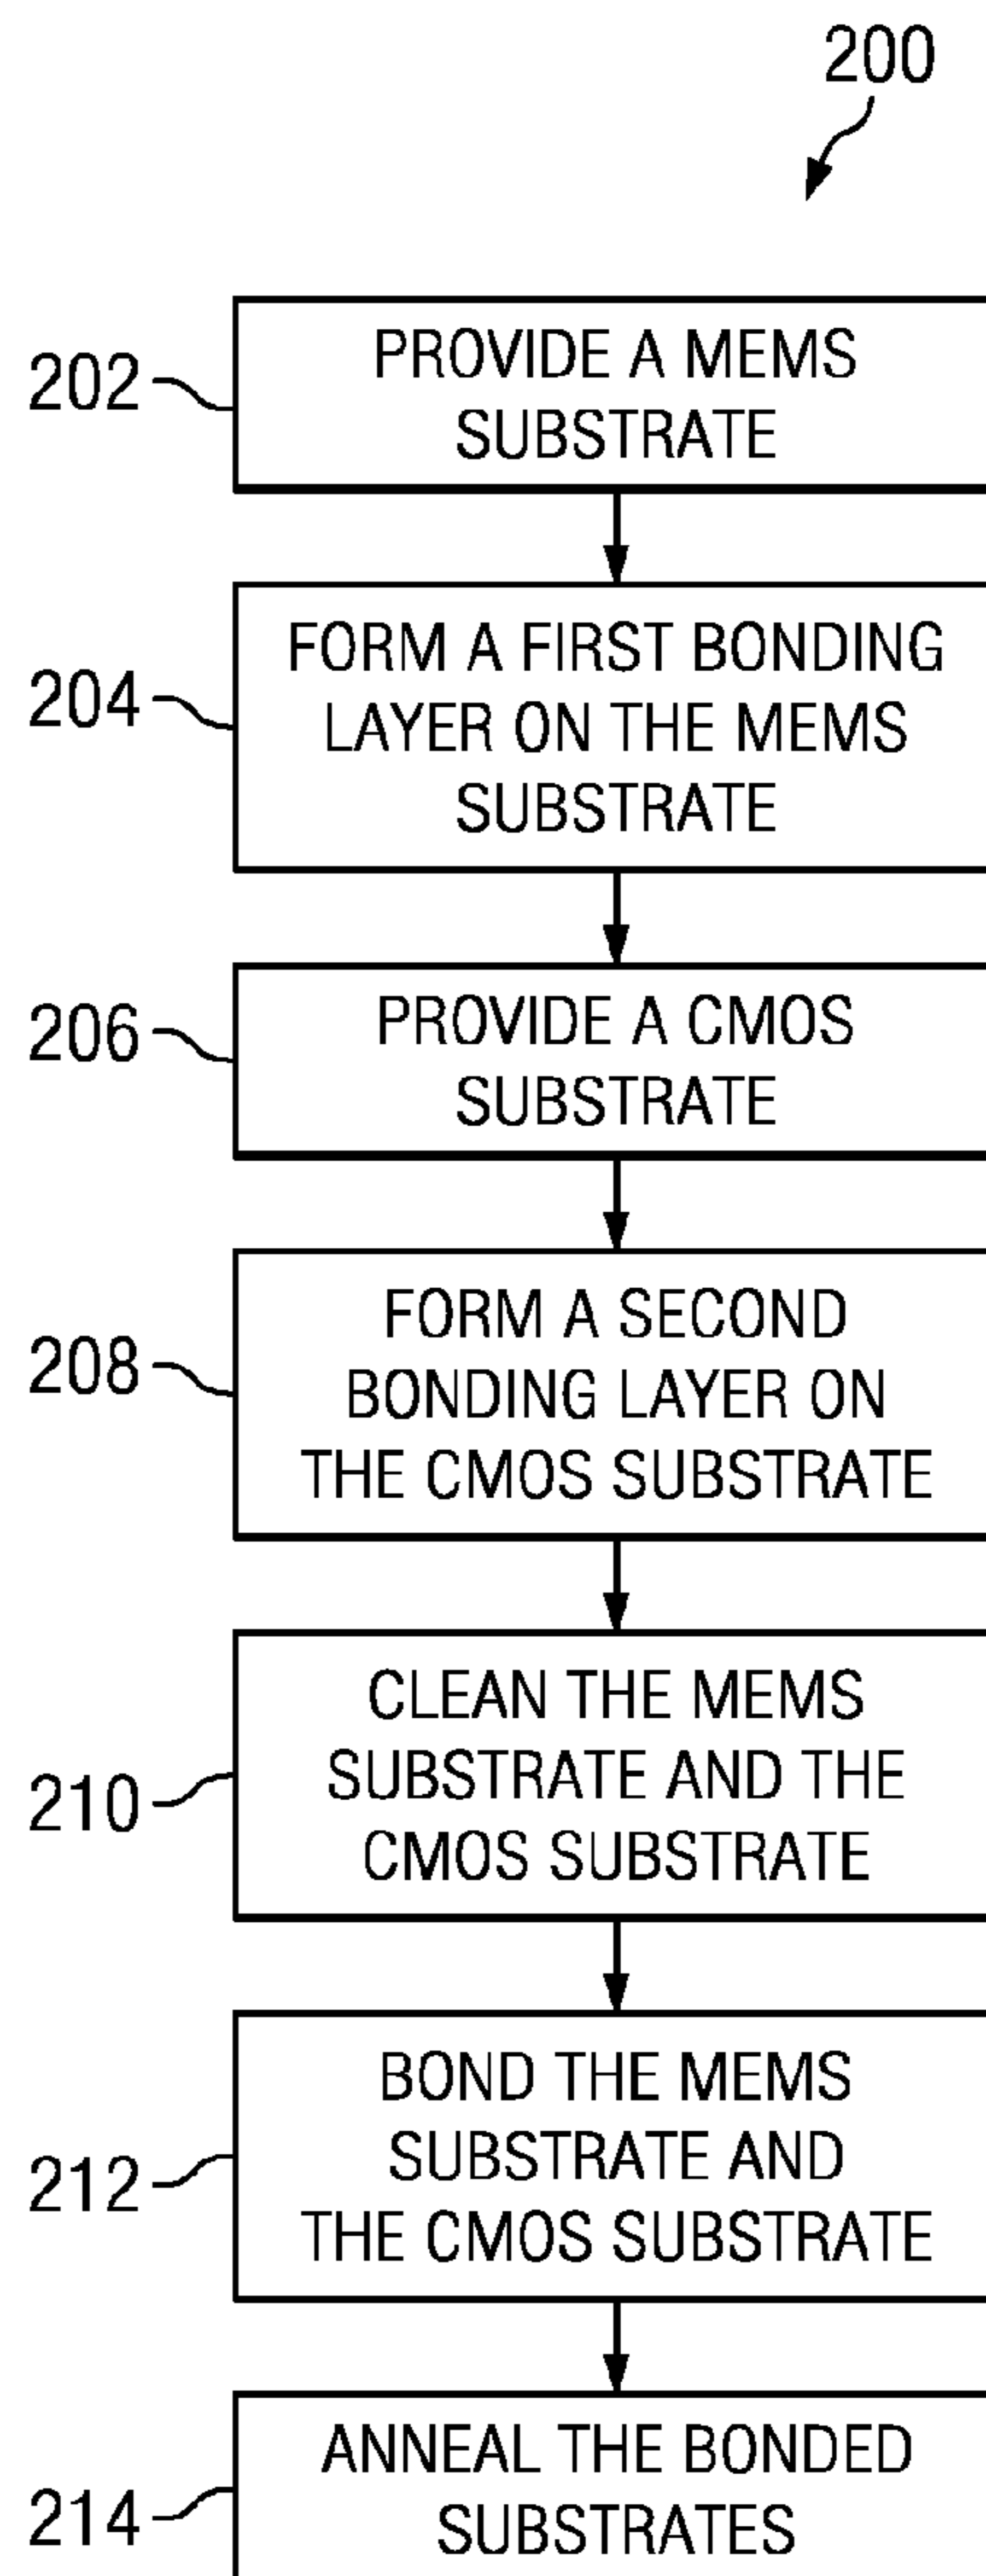 200
202
PROVIDE A MEMS
SUBSTRATE
204
FORM A FIRST BONDING
LAYER ON THE MEMS
SUBSTRATE
206
PROVIDE A CMOS
SUBSTRATE
208
FORM A SECOND
BONDING LAYER ON
THE CMOS SUBSTRATE
210
CLEAN THE MEMS
SUBSTRATE AND THE
CMOS SUBSTRATE
212
BOND THE MEMS
SUBSTRATE AND
THE CMOS SUBSTRATE
214
ANNEAL THE BONDED
SUBSTRATES